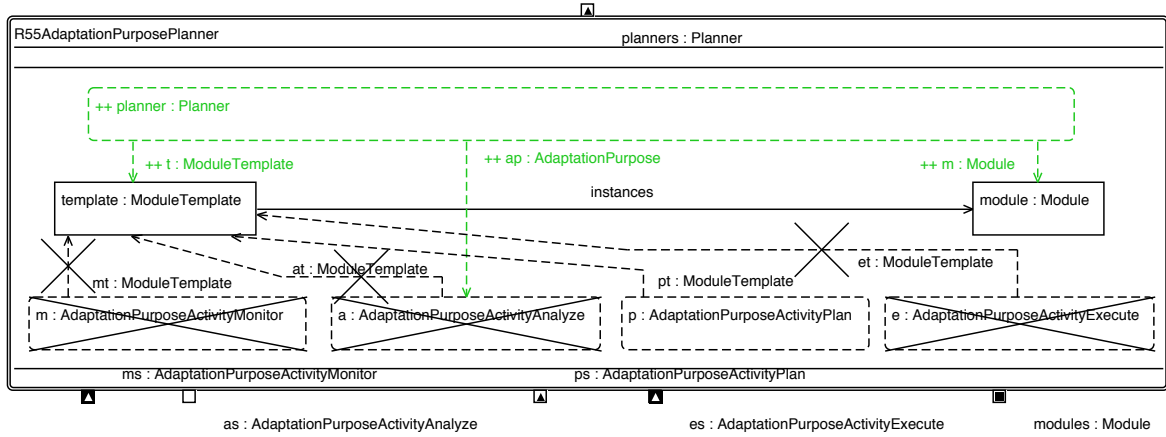 R55AdaptationPurposePlanner
planners : Planner
++ planner : Planner
++ t : ModuleTemplate
++ ap : AdaptationPurpose
++ m : Module
template : ModuleTemplate
instances
module : Module
mt : ModuleTemplate
at : ModuleTemplate
pt : ModuleTemplate
et : ModuleTemplate
m : AdaptationPurposeActivityMonitor
a : AdaptationPurposeActivityAnalyze
p : AdaptationPurposeActivityPlan
e : AdaptationPurposeActivityExecute
ms : AdaptationPurposeActivityMonitor
ps : AdaptationPurposeActivityPlan
as : AdaptationPurposeActivityAnalyze
es : AdaptationPurposeActivityExecute
modules : Module